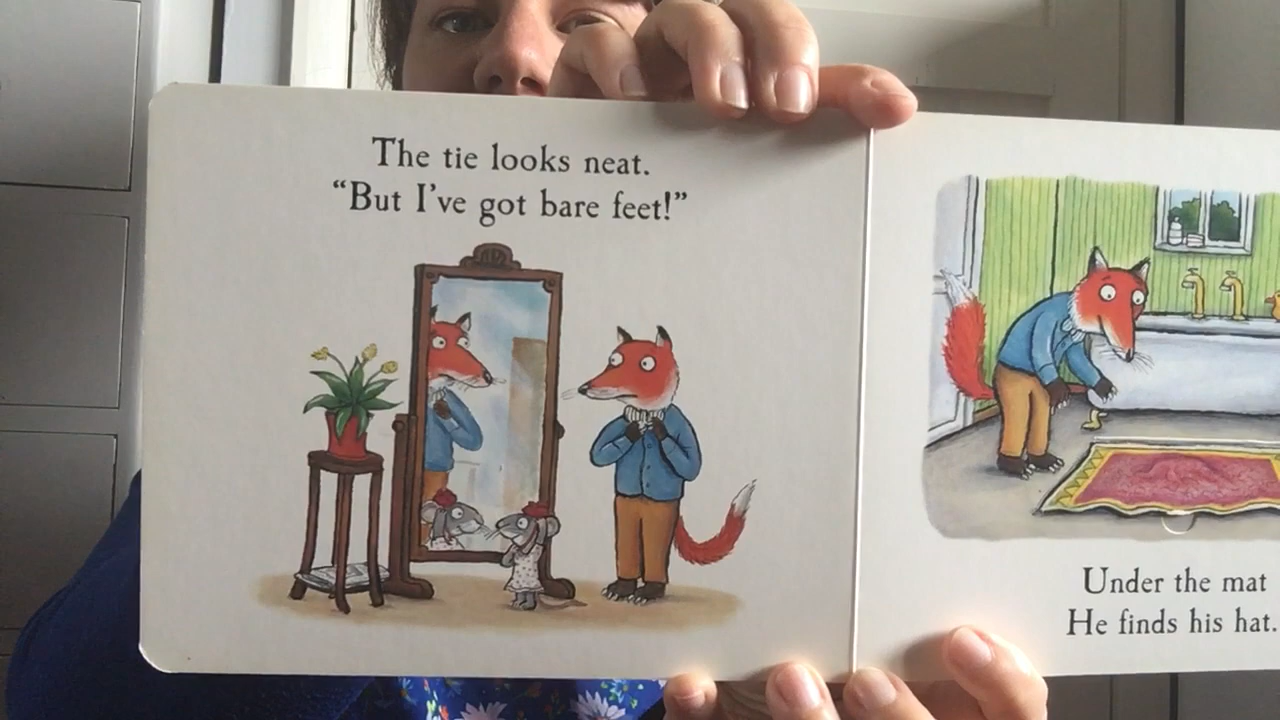 The tie looks neat.
“But I’ve got bare feet!”
Under the mat
He finds his hat.